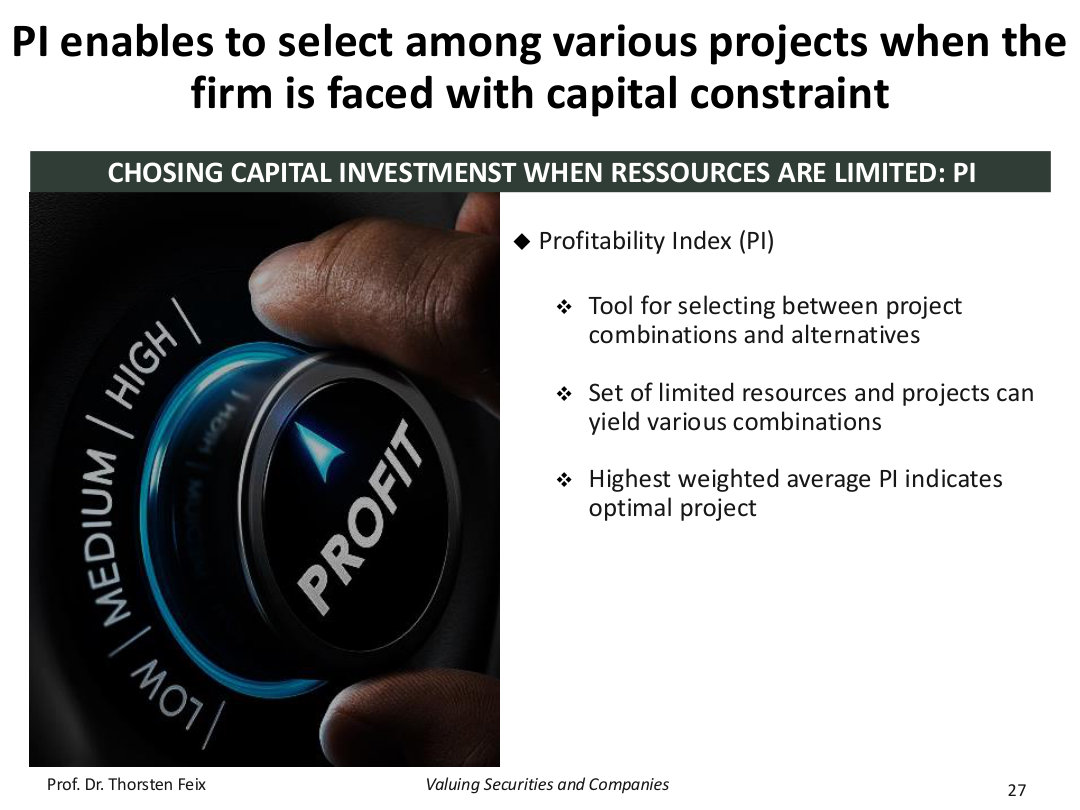 PI enables to select among various projects when the
firm is faced with capital constraint
CHOSING CAPITAL INVESTMENST WHEN RESSOURCES ARE LIMITED: PI
◆ Profitability Index (PI)
❖ Tool for selecting between project
combinations and alternatives
❖ Set of limited resources and projects can
yield various combinations
❖ Highest weighted average PI indicates
optimal project
| LOW | MEDIUM | HIGH |
PROFIT
Prof. Dr. Thorsten Feix
Valuing Securities and Companies
27